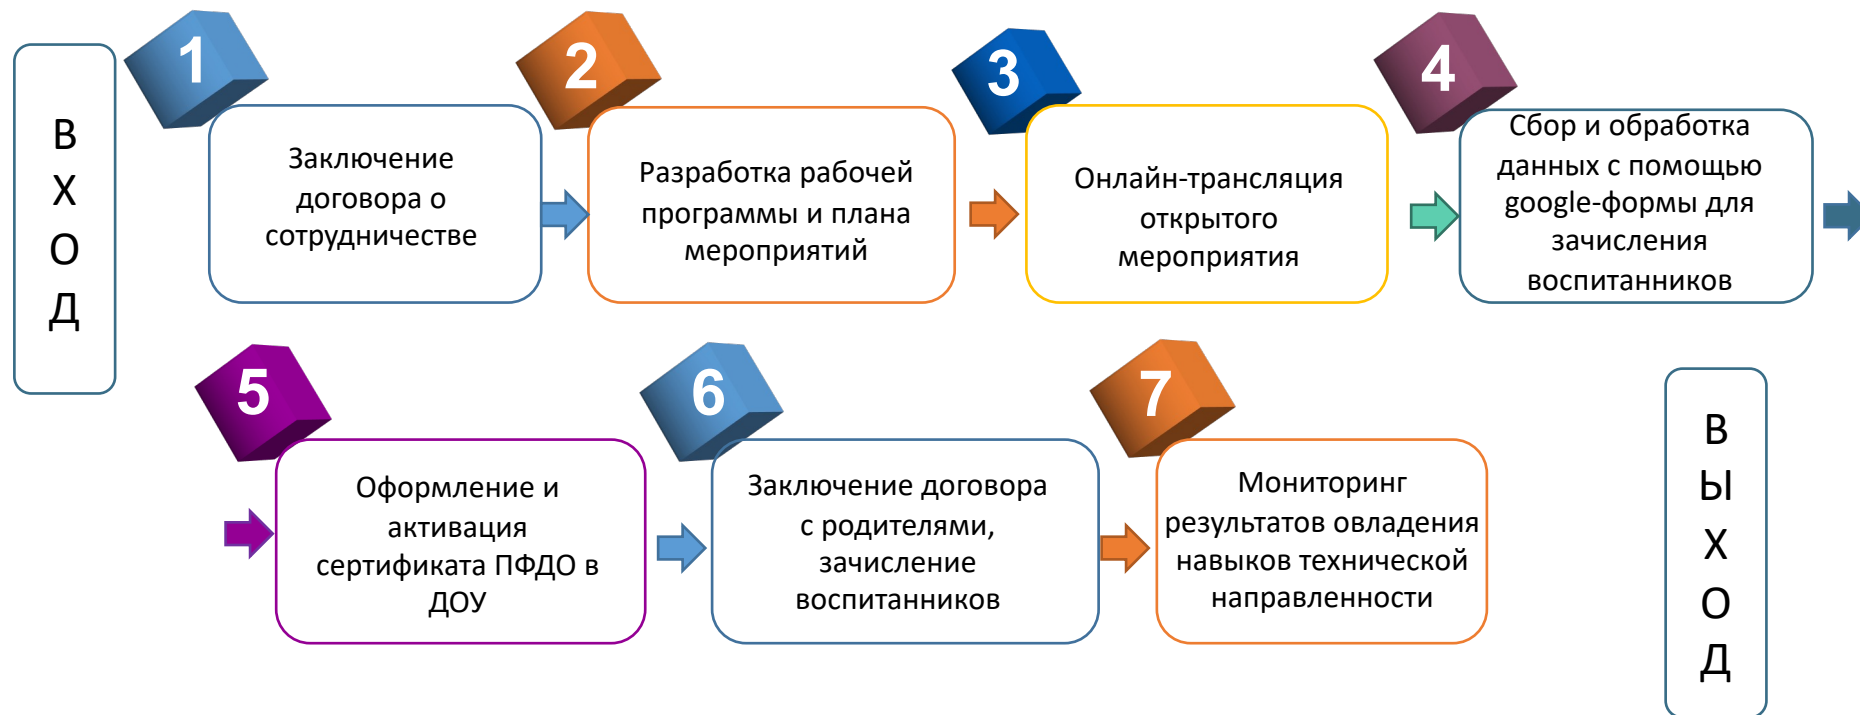 В
Х
О
Д
1
Заключение
договора о
сотрудничестве
2
Разработка рабочей
программы и плана
мероприятий
3
Онлайн-трансляция
открытого
мероприятия
4
Сбор и обработка
данных с помощью
google-формы для
зачисления
воспитанников
5
Оформление и
активация
сертификата ПФДО в
ДОУ
6
Заключение договора
с родителями,
зачисление
воспитанников
7
Мониторинг
результатов овладения
навыков технической
направленности
В
Ы
Х
О
Д